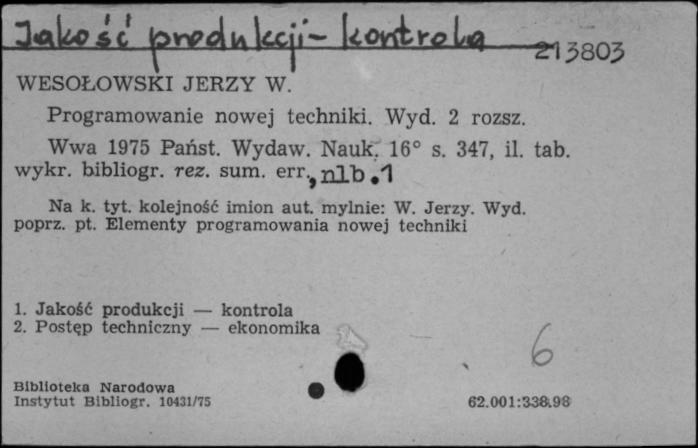 Jakość produkcji - kontrola
213803
WESOŁOWSKI JERZY W.
Programowanie nowej techniki. Wyd. 2 rozsz.
Wwa 1975 Państ. Wydaw. Nauk. 16° s. 347, il. tab.
wykr. bibliogr. rez. sum. err., nlb. 1
Na k. tyt. kolejność imion aut. mylnie: W. Jerzy. Wyd.
poprz. pt. Elementy programowania nowej techniki
1. Jakość produkcji — kontrola
2. Postęp techniczny — ekonomika
6
Biblioteka Narodowa
Instytut Bibliogr. 10431/75
62.001:338.98